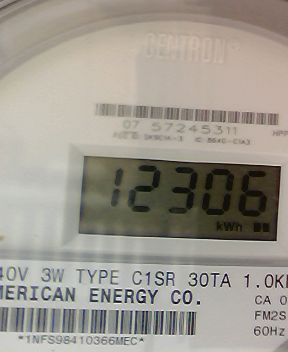 CENTRON®
07 57245311
12306
kWh
40V 3W TYPE C1SR 30TA 1.0K
MERICAN ENERGY CO.
CA 0
FM2S
60Hz
*1NFS98410366MEC*